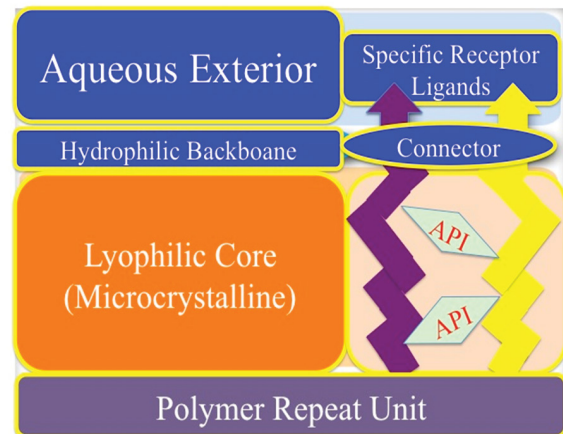 Aqueous Exterior
Specific Receptor
Ligands
Hydrophilic Backboane
Connector
Lyophilic Core
(Microcrystalline)
API
API
Polymer Repeat Unit